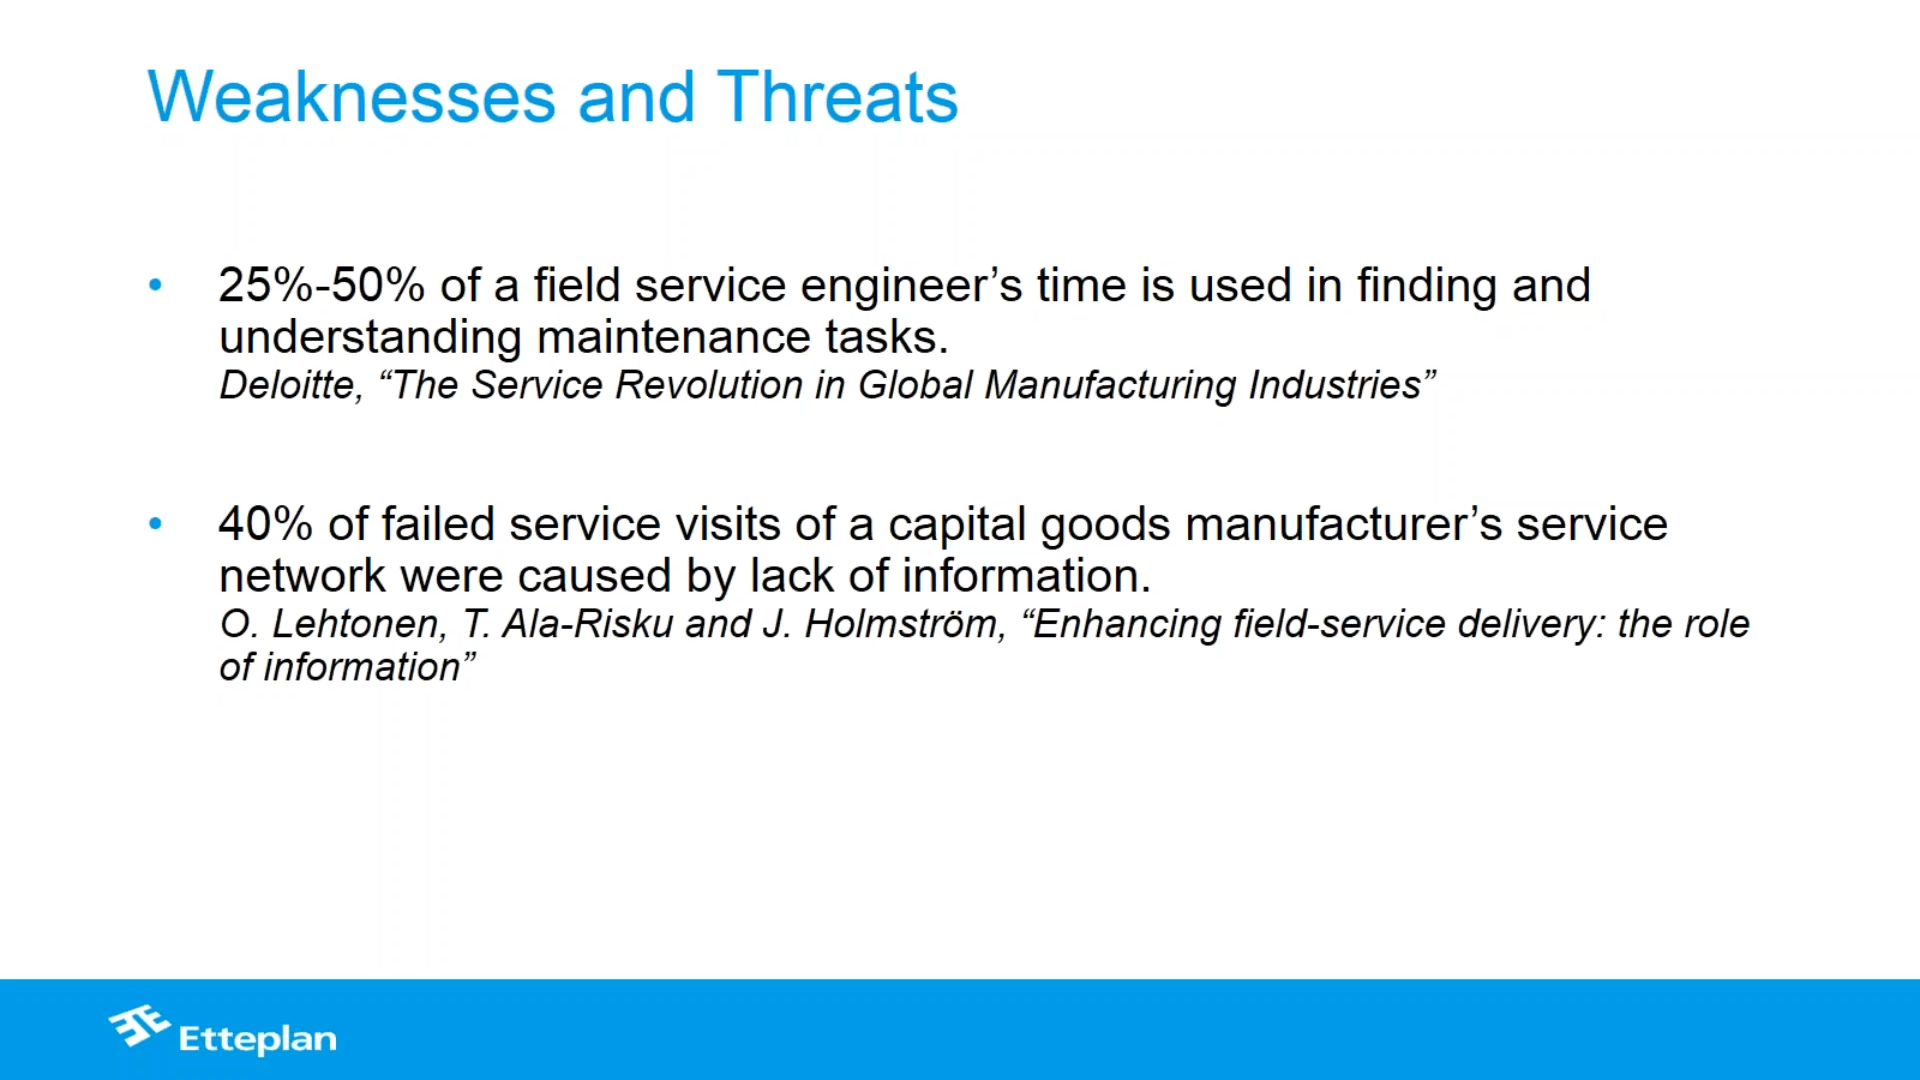 Weaknesses and Threats
• 25%-50% of a field service engineer’s time is used in finding and
understanding maintenance tasks.
Deloitte, “The Service Revolution in Global Manufacturing Industries”
• 40% of failed service visits of a capital goods manufacturer’s service
network were caused by lack of information.
O. Lehtonen, T. Ala-Risku and J. Holmström, “Enhancing field-service delivery: the role
of information”
Etteplan